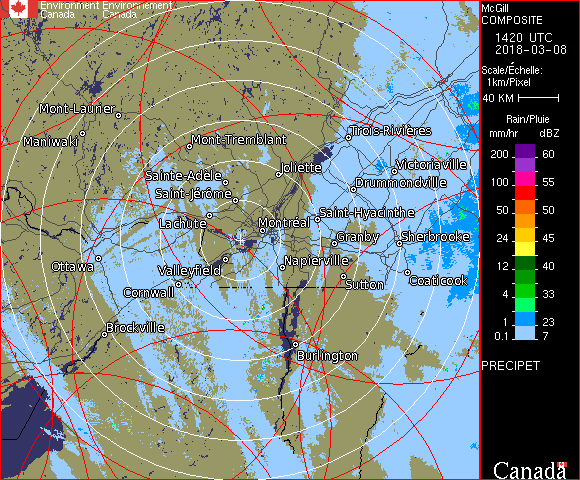 Environment Environnement
Canada Canada
McGill
COMPOSITE
1420 UTC
2018-03-08
Scale/Échelle:
1km/Pixel
40 KM
Rain/Pluie
mm/hr dBZ
200 60
100 55
50 50
24 45
12 40
4 33
1 23
0.1 7
PRECIPET
Canada
Mont-Laurier
Maniwaki
Mont-Tremblant
Trois-Rivières
Sainte-Adèle
Joliette
Victoriaville
Saint-Jérôme
Drummondville
Lachute
Montréal
Saint-Hyacinthe
Granby
Sherbrooke
Ottawa
Valleyfield
Napierville
Cornwall
Sutton
Coaticook
Brockville
Burlington